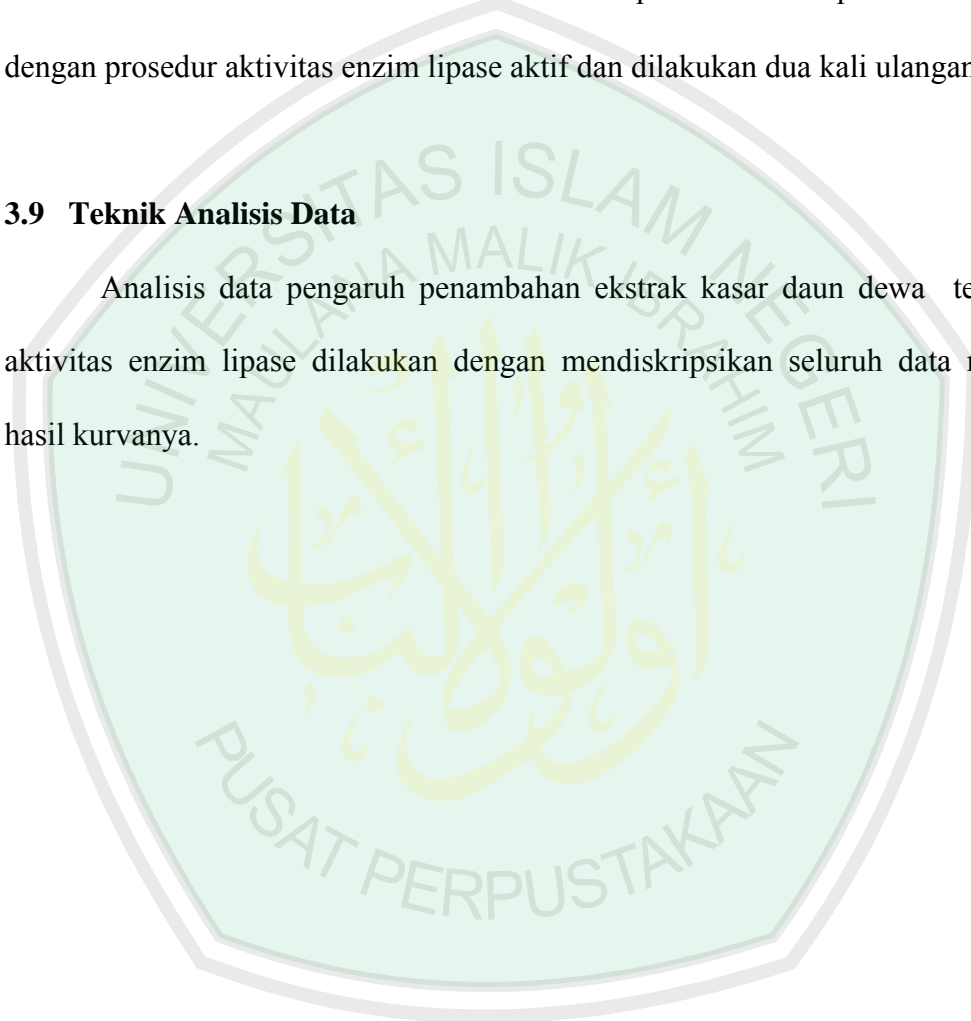 dengan prosedur aktivitas enzim lipase aktif dan dilakukan dua kali ulangan
3.9 Teknik Analisis Data
Analisis data pengaruh penambahan ekstrak kasar daun dewa te
aktivitas enzim lipase dilakukan dengan mendiskripsikan seluruh data
hasil kurvanya.
UNIVERSITAS ISLAM NEGERI
MAULANA MALIK IBRAHIM
PUSAT PERPUSTAKAAN